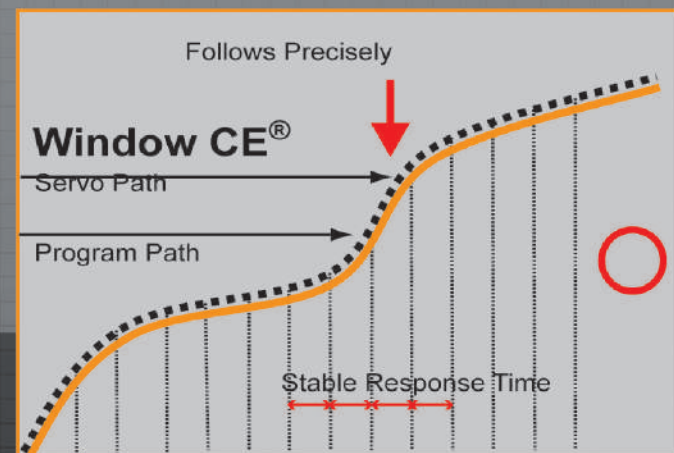 Follows Precisely
Window CE®
Servo Path
Program Path
Stable Response Time